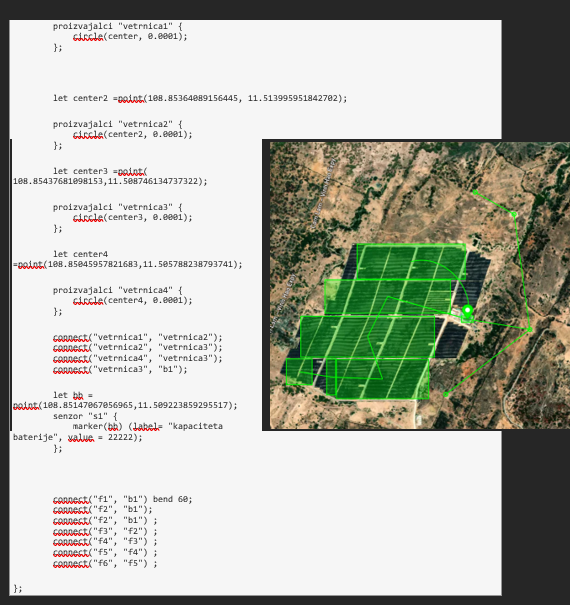 proizvajalci "vetrnica1" {
circle(center, 0.0001);
};
let center2 =point(108.85364089156445, 11.513995951842702);
proizvajalci "vetrnica2" {
circle(center2, 0.0001);
};
let center3 =point(
108.85437681098153,11.508746134737322);
proizvajalci "vetrnica3" {
circle(center3, 0.0001);
};
let center4
=point(108.85045957821683,11.505788238793741);
proizvajalci "vetrnica4" {
circle(center4, 0.0001);
};
connect("vetrnica1", "vetrnica2");
connect("vetrnica2", "vetrnica3");
connect("vetrnica4", "vetrnica3");
connect("vetrnica3", "b1");
let bb =
point(108.85147067056965,11.509223859295517);
senzor "s1" {
marker(bb) (label= "kapaciteta
baterije", value = 22222);
};
connect("f1", "b1") bend 60;
connect("f2", "b1");
connect("f2", "b1") ;
connect("f3", "f2") ;
connect("f4", "f3") ;
connect("f5", "f4") ;
connect("f6", "f5") ;
};